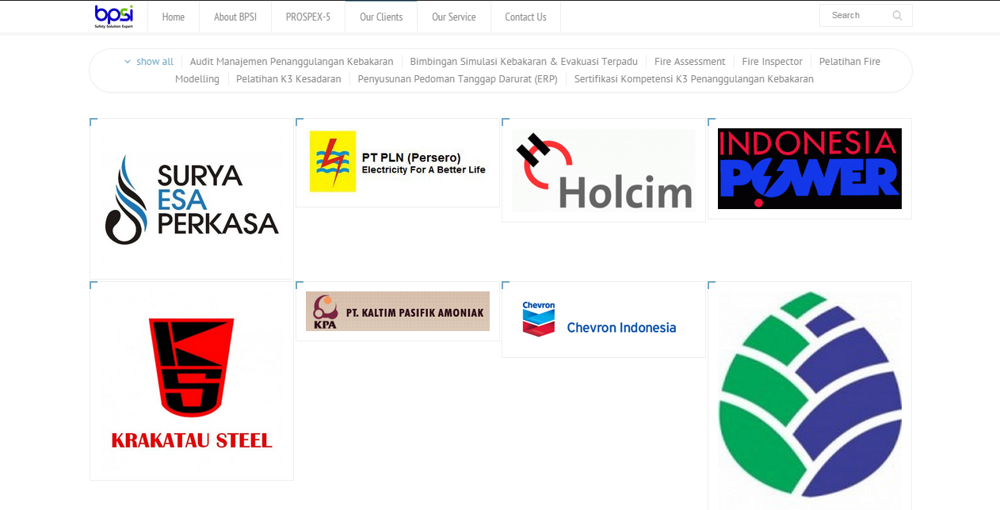 bpsi
Safety Solution Expert
Home
About BPSI
PROSPEX-5
Our Clients
Our Service
Contact Us
Search
show all
Audit Manajemen Penanggulangan Kebakaran
Bimbingan Simulasi Kebakaran & Evakuasi Terpadu
Fire Assessment
Fire Inspector
Pelatihan Fire
Modelling
Pelatihan K3 Kesadaran
Penyusunan Pedoman Tanggap Darurat (ERP)
Sertifikasi Kompetensi K3 Penanggulangan Kebakaran
SURYA
ESA
PERKASA
PT PLN (Persero)
Electricity For A Better Life
Holcim
INDONESIA
POWER
KS
KRAKATAU STEEL
KPA
PT. KALTIM PASIFIK AMONIAK
Chevron
Chevron Indonesia